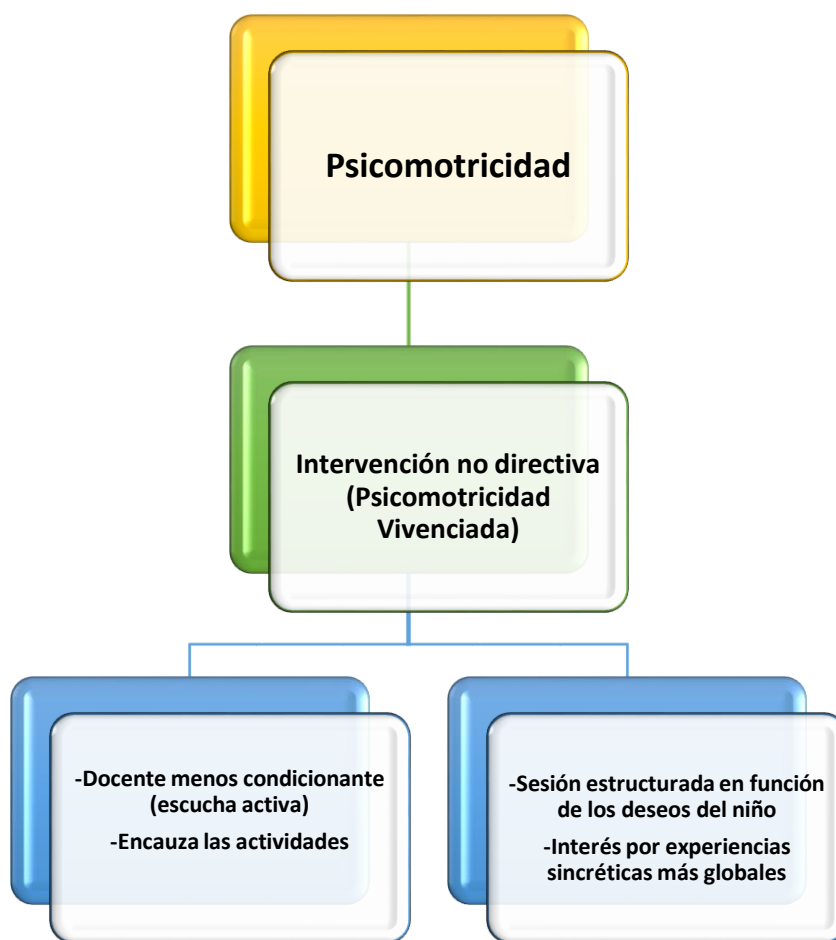 Psicomotricidad
Intervención no directiva
(Psicomotricidad
Vivenciada)
-Docente menos condicionante
(escucha activa)
-Encauza las actividades
-Sesión estructurada en función
de los deseos del niño
-Interés por experiencias
sincréticas más globales